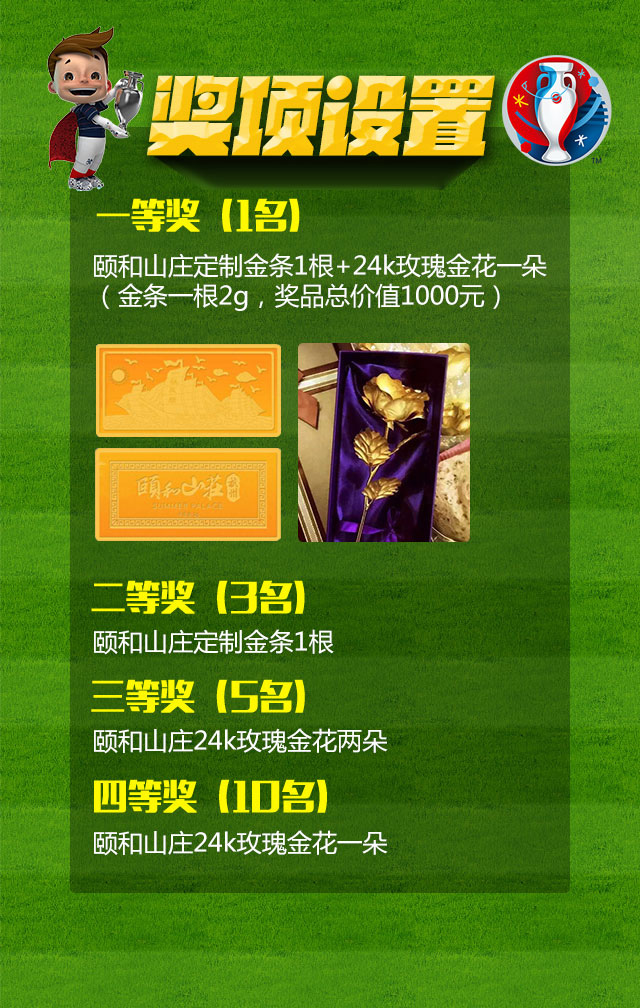 奖项设置
TM
一等奖（1名）
颐和山庄定制金条1根+24k玫瑰金花一朵
（金条一根2g，奖品总价值1000元）
頤和山莊
SUMMER PALACE
二等奖（3名）
颐和山庄定制金条1根
三等奖（5名）
颐和山庄24k玫瑰金花两朵
四等奖（10名）
颐和山庄24k玫瑰金花一朵